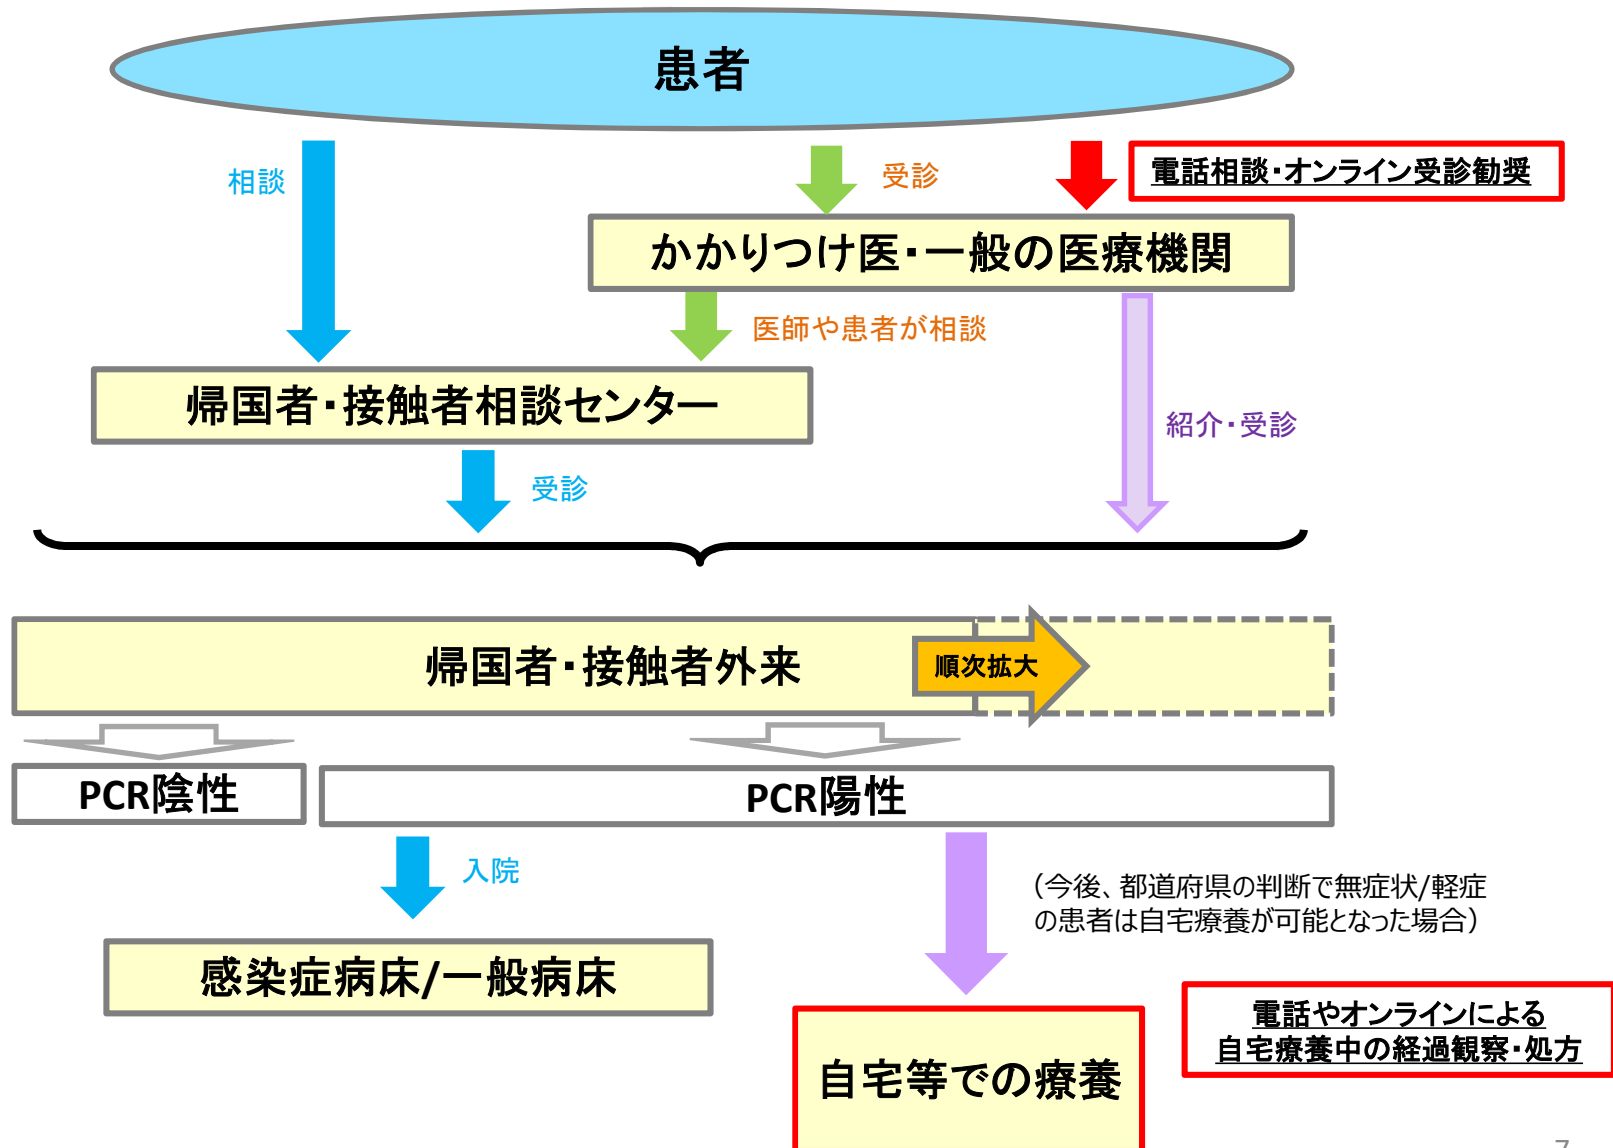 患者
相談
受診
電話相談・オンライン受診勧奨
かかりつけ医・一般の医療機関
医師や患者が相談
帰国者・接触者相談センター
紹介・受診
受診
帰国者・接触者外来
順次拡大
PCR陰性
PCR陽性
入院
（今後、都道府県の判断で無症状/軽症
の患者は自宅療養が可能となった場合）
感染症病床/一般病床
電話やオンラインによる
自宅療養中の経過観察・処方
自宅等での療養
7